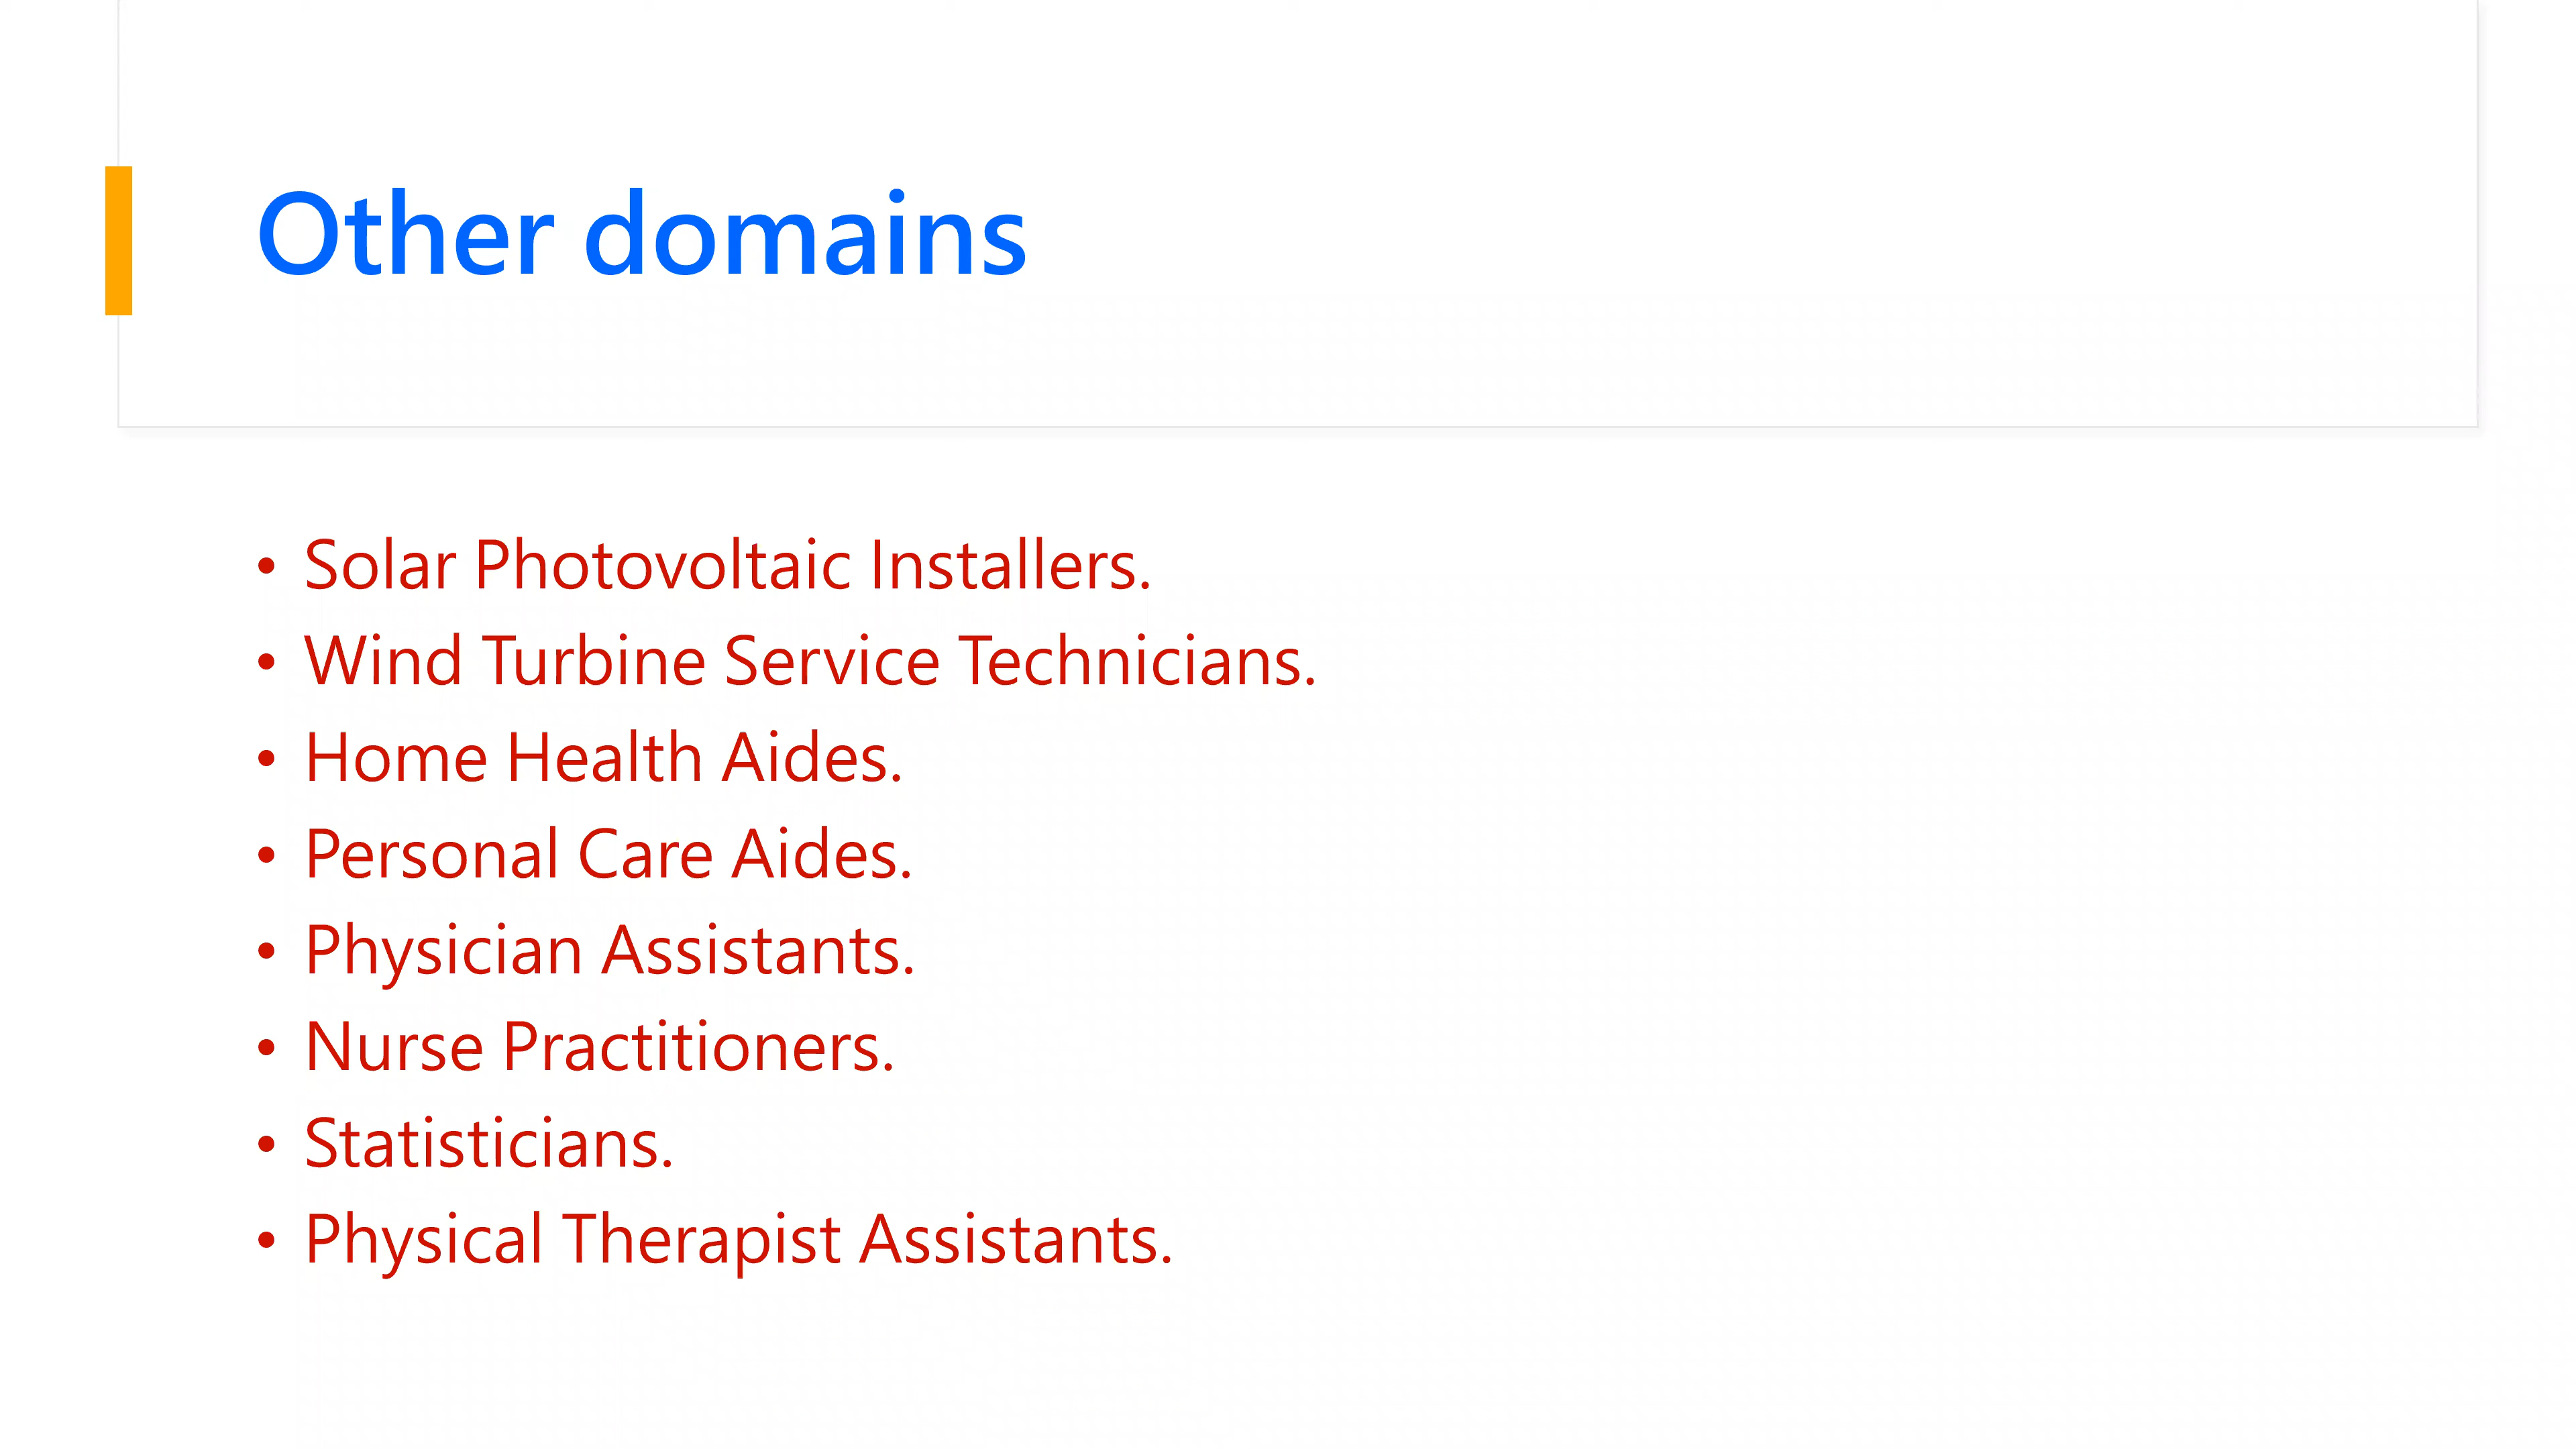 Other domains
• Solar Photovoltaic Installers.
• Wind Turbine Service Technicians.
• Home Health Aides.
• Personal Care Aides.
• Physician Assistants.
• Nurse Practitioners.
• Statisticians.
• Physical Therapist Assistants.